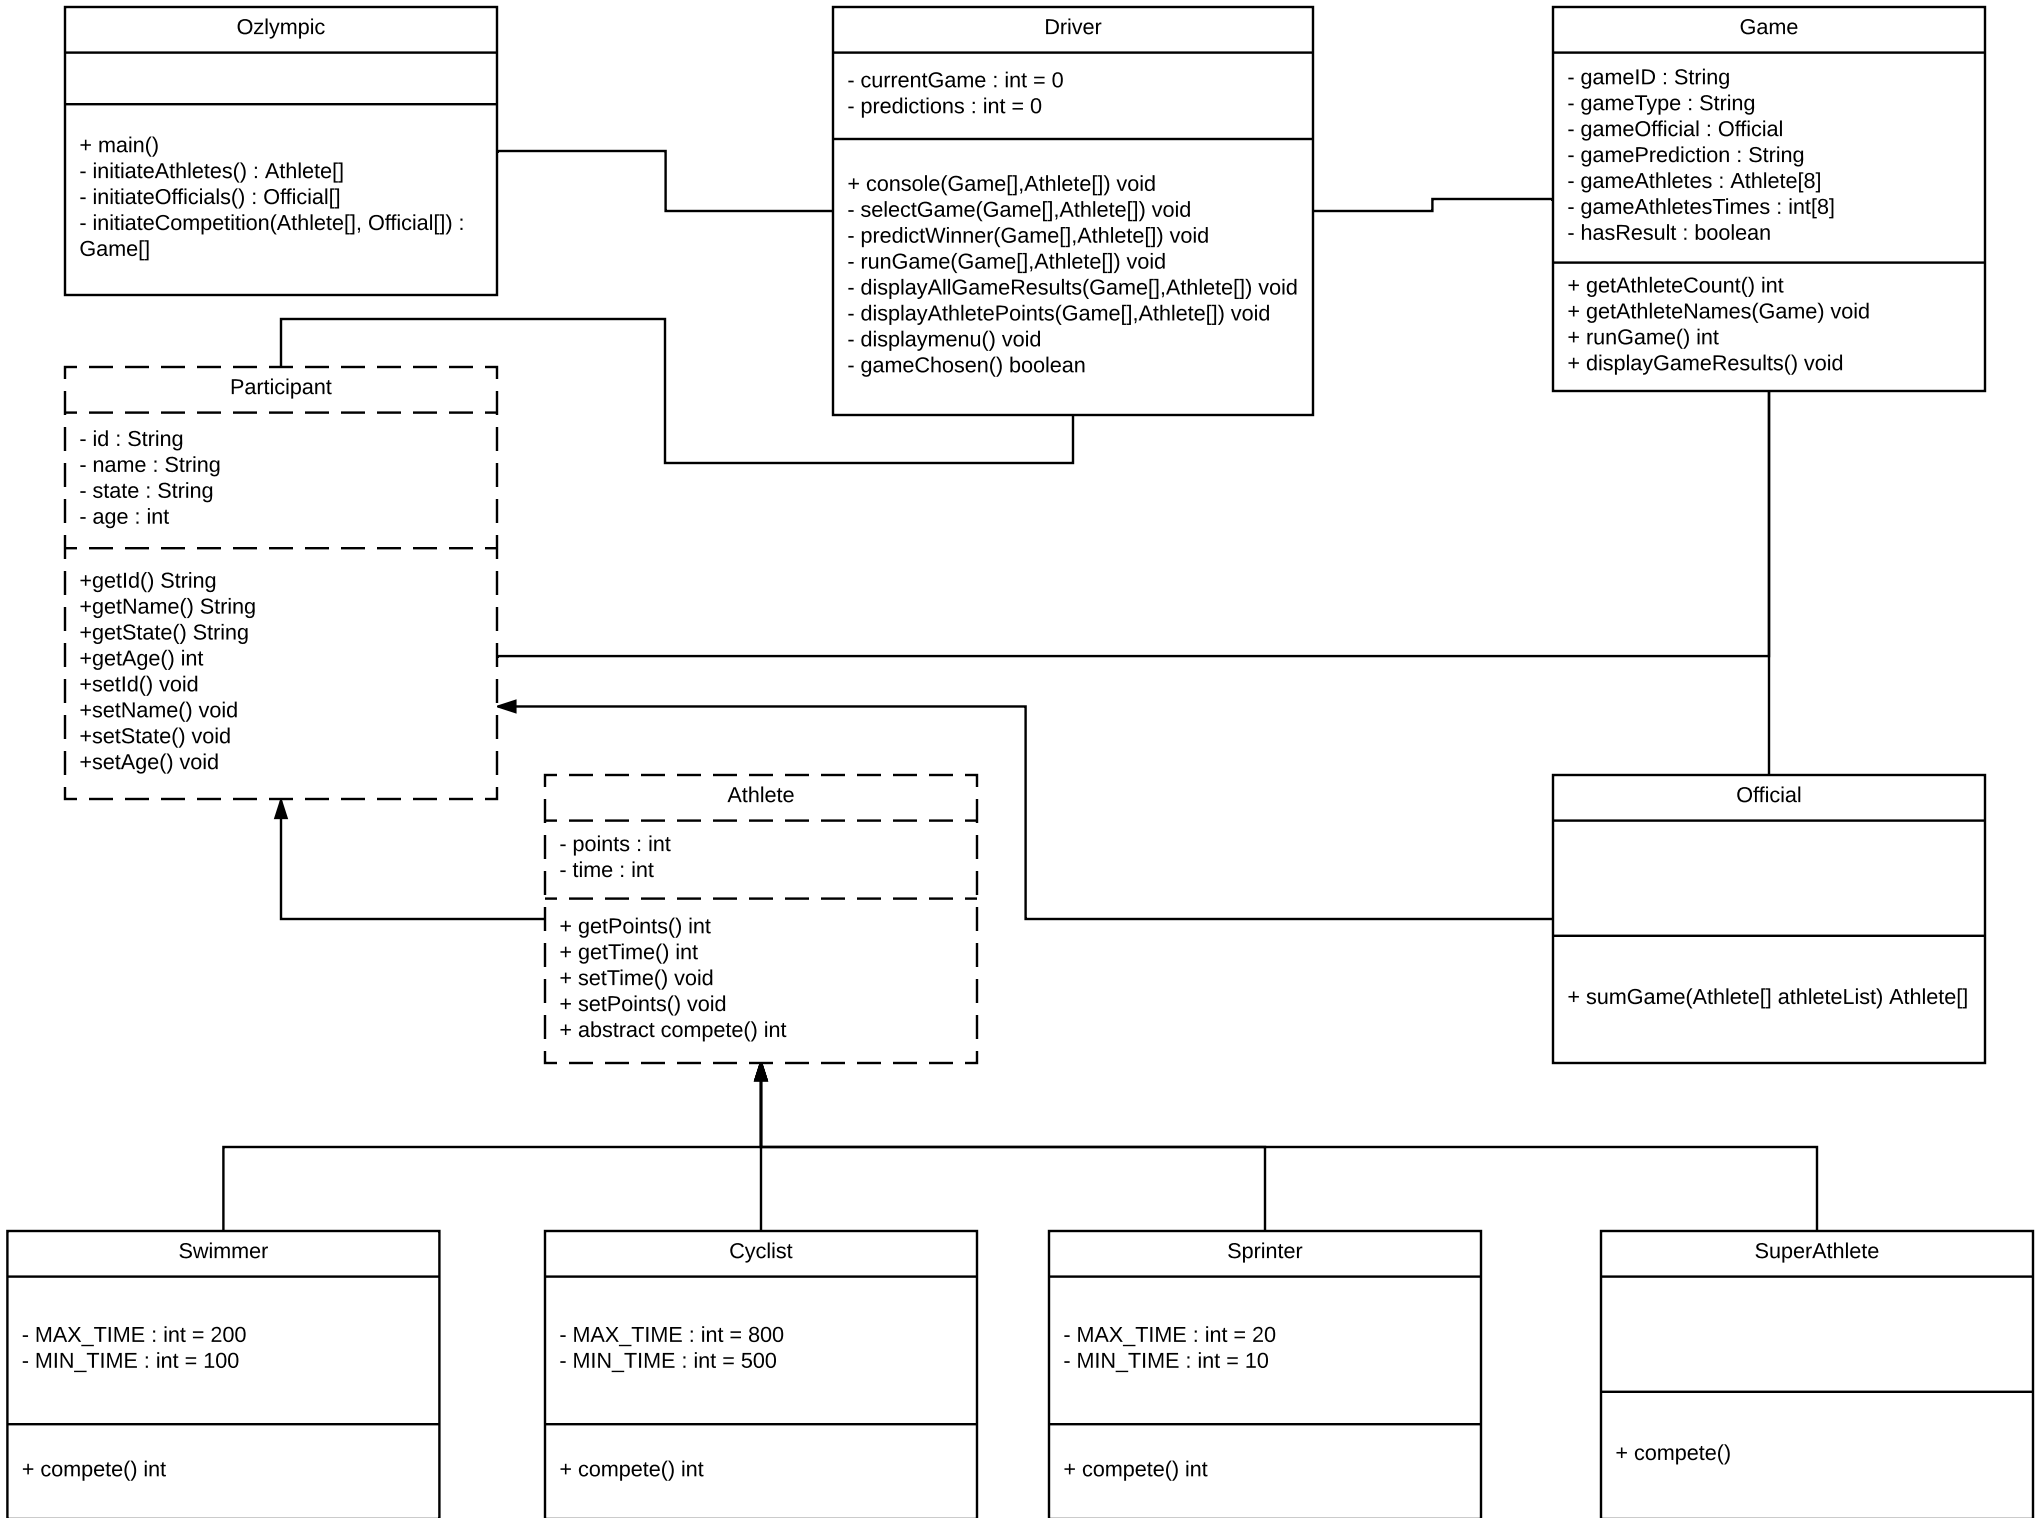 Ozlympic
+ main()
- initiateAthletes() : Athlete[]
- initiateOfficials() : Official[]
- initiateCompetition(Athlete[], Official[]) :
Game[]
Driver
- currentGame : int = 0
- predictions : int = 0
+ console(Game[],Athlete[]) void
- selectGame(Game[],Athlete[]) void
- predictWinner(Game[],Athlete[]) void
- runGame(Game[],Athlete[]) void
- displayAllGameResults(Game[],Athlete[]) void
- displayAthletePoints(Game[],Athlete[]) void
- displaymenu() void
- gameChosen() boolean
Game
- gameID : String
- gameType : String
- gameOfficial : Official
- gamePrediction : String
- gameAthletes : Athlete[8]
- gameAthletesTimes : int[8]
- hasResult : boolean
+ getAthleteCount() int
+ getAthleteNames(Game) void
+ runGame() int
+ displayGameResults() void
Participant
- id : String
- name : String
- state : String
- age : int
+getId() String
+getName() String
+getState() String
+getAge() int
+setId() void
+setName() void
+setState() void
+setAge() void
Athlete
- points : int
- time : int
+ getPoints() int
+ getTime() int
+ setTime() void
+ setPoints() void
+ abstract compete() int
Official
+ sumGame(Athlete[] athleteList) Athlete[]
Swimmer
- MAX_TIME : int = 200
- MIN_TIME : int = 100
+ compete() int
Cyclist
- MAX_TIME : int = 800
- MIN_TIME : int = 500
+ compete() int
Sprinter
- MAX_TIME : int = 20
- MIN_TIME : int = 10
+ compete() int
SuperAthlete
+ compete()